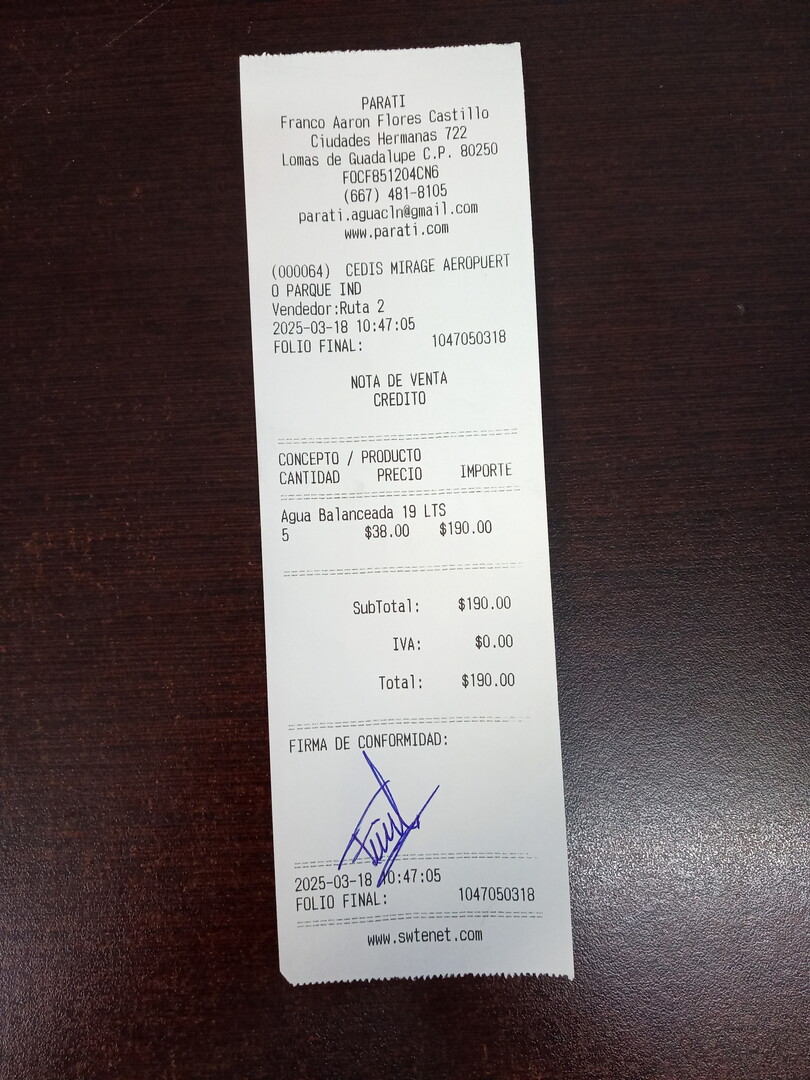 PARATI
Franco Aaron Flores Castillo
Ciudades Hermanas 722
Lomas de Guadalupe C.P. 80250
FOCF851204CN6
(667) 481-8105
parati.aguacln@gmail.com
www.parati.com
(000064) CEDIS MIRAGE AEROPUERT
O PARQUE IND
Vendedor:Ruta 2
2025-03-18 10:47:05
FOLIO FINAL: 1047050318
NOTA DE VENTA
CREDITO
CONCEPTO / PRODUCTO
CANTIDAD PRECIO IMPORTE
Agua Balanceada 19 LTS
5 $38.00 $190.00
SubTotal: $190.00
IVA: $0.00
Total: $190.00
FIRMA DE CONFORMIDAD:
2025-03-18 10:47:05
FOLIO FINAL: 1047050318
www.swtenet.com